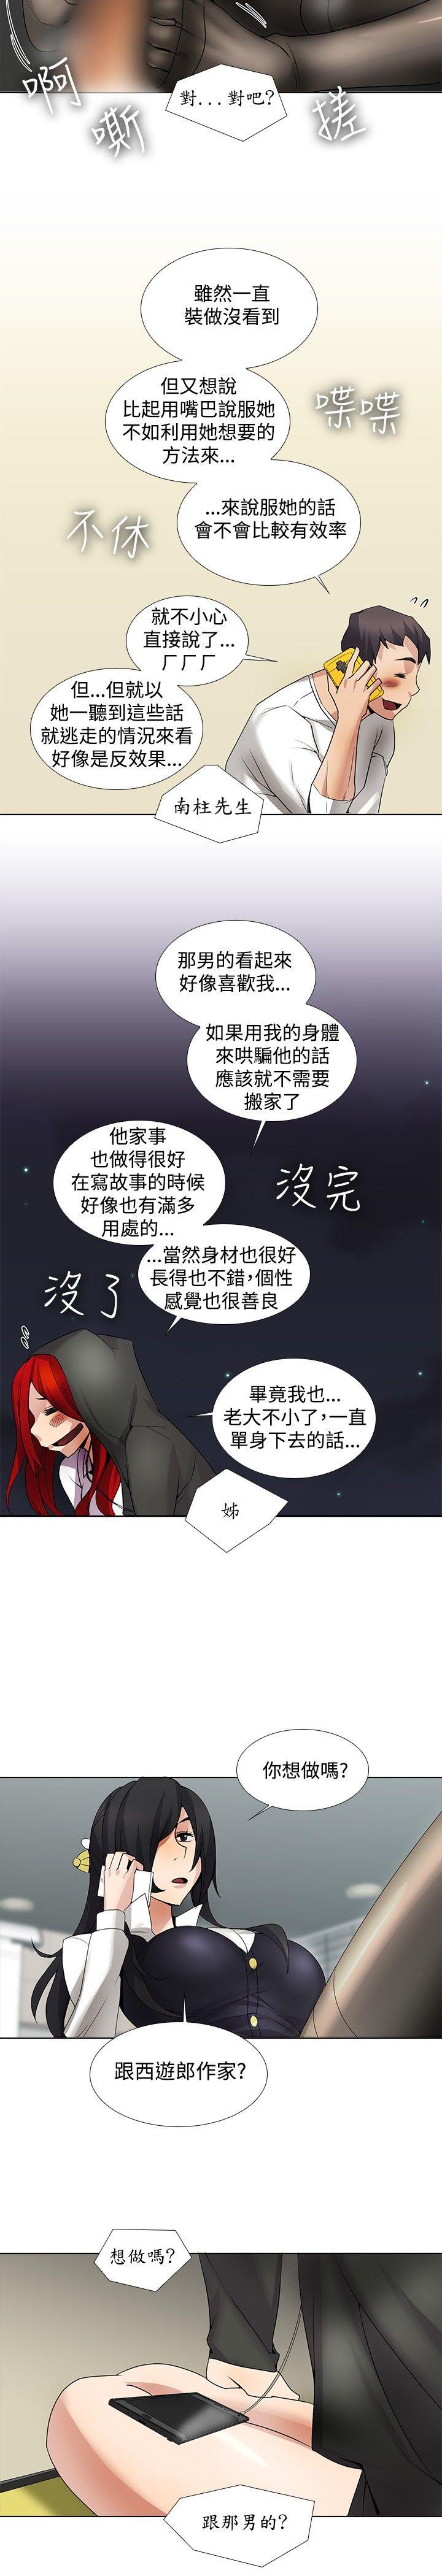 啊
嘶
對...對吧?
搓
雖然一直
裝做沒看到
但又想說
比起用嘴巴說服她
不如利用她想要的
方法來...
喋喋
...來說服她的話
會不會比較有效率
不休
就不小心
直接說了...
厂厂厂
但...但就以
她一聽到這些話
就逃走的情況來看
好像是反效果...
南柱先生
那男的看起來
好像喜歡我...
如果用我的身體
來哄騙他的話
應該就不需要
搬家了
他家事
也做得很好
在寫故事的時候
好像也有滿多
用處的...
沒完
...當然身材也很好
長得也不錯,個性
感覺也很善良
沒了
畢竟我也...
老大不小了,一直
單身下去的話...
姊
你想做嗎?
跟西遊郎作家?
想做嗎?
跟那男的?